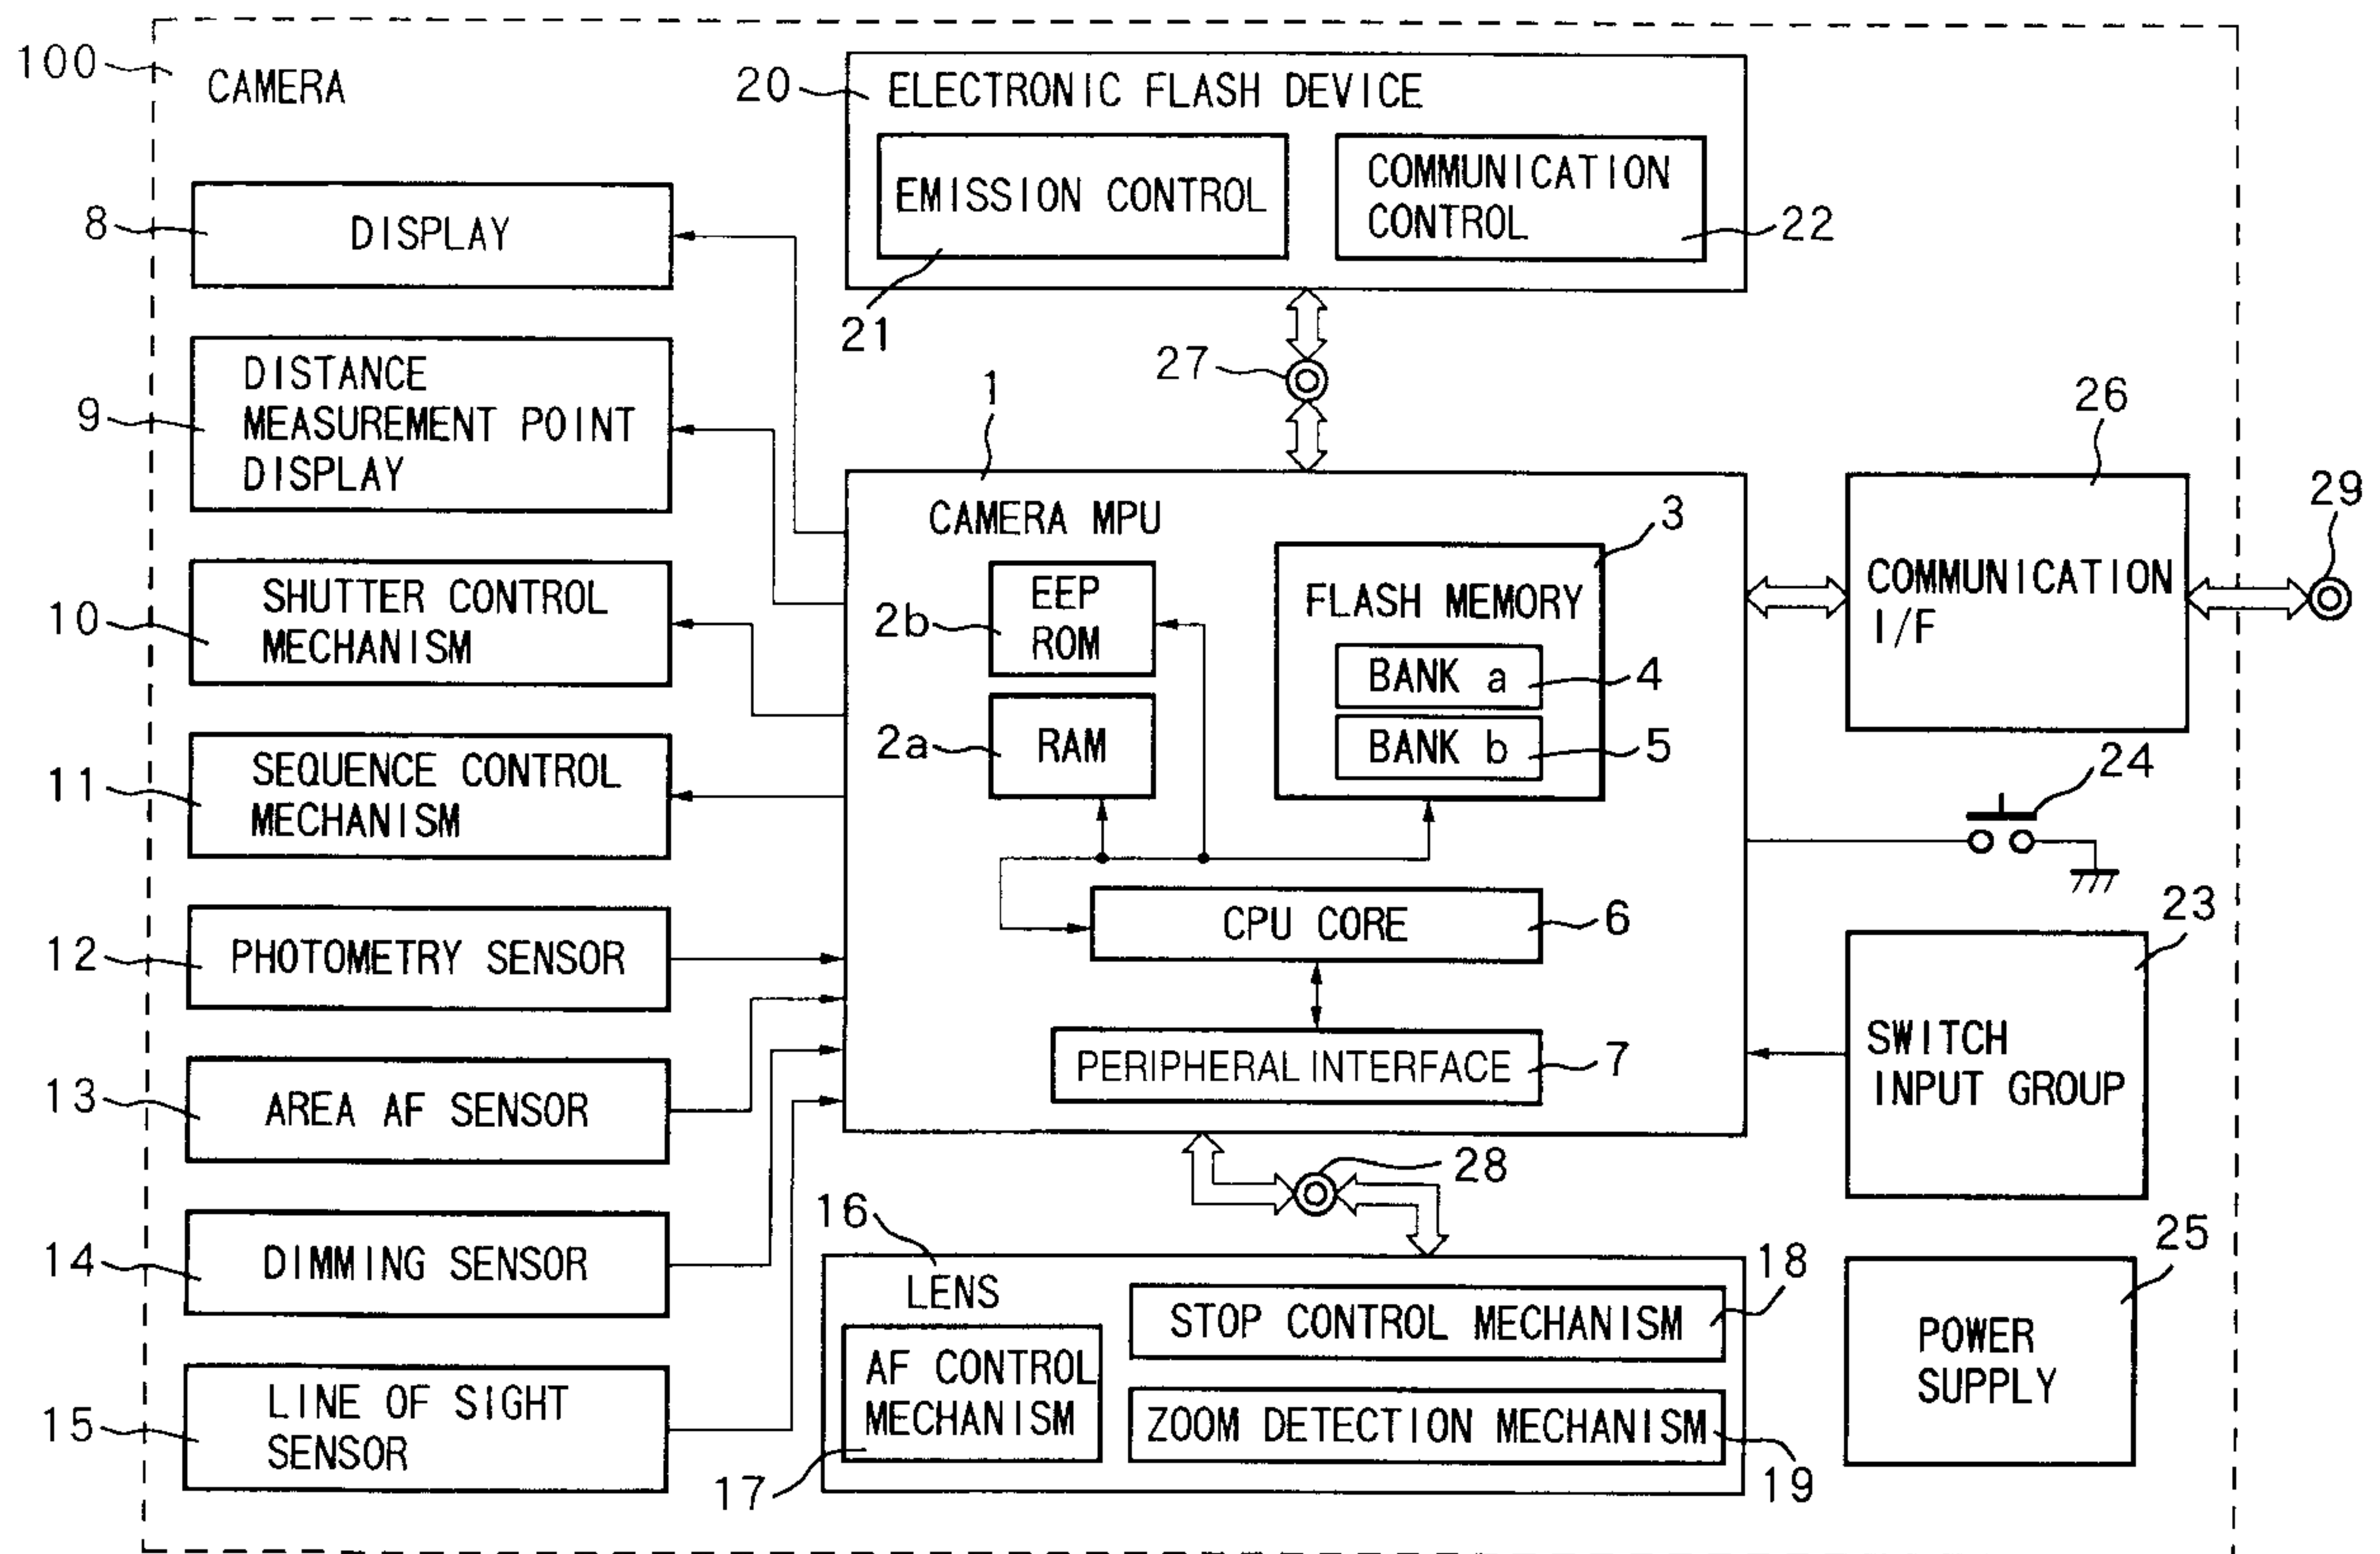 100
CAMERA
20
ELECTRONIC FLASH DEVICE
EMISSION CONTROL
COMMUNICATION
CONTROL
21
22
8
DISPLAY
9
DISTANCE
MEASUREMENT POINT
DISPLAY
10
SHUTTER CONTROL
MECHANISM
11
SEQUENCE CONTROL
MECHANISM
12
PHOTOMETRY SENSOR
13
AREA AF SENSOR
14
DIMMING SENSOR
15
LINE OF SIGHT
SENSOR
27
1
CAMERA MPU
2b
EEP
ROM
2a
RAM
3
FLASH MEMORY
BANK a
4
BANK b
5
CPU CORE
6
PERIPHERAL INTERFACE
7
28
16
LENS
AF CONTROL
MECHANISM
17
STOP CONTROL MECHANISM
18
ZOOM DETECTION MECHANISM
19
26
COMMUNICATION
I/F
29
24
23
SWITCH
INPUT GROUP
25
POWER
SUPPLY